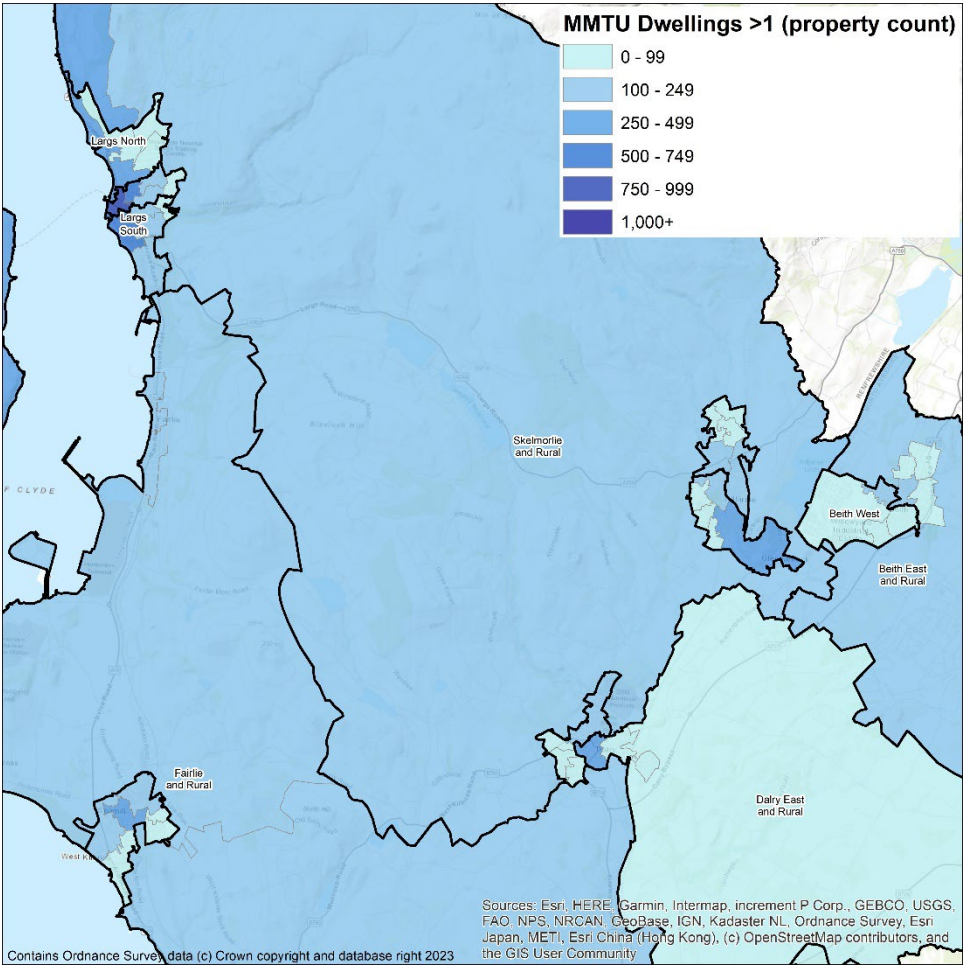 MMTU Dwellings >1 (property count)
0 - 99
100 - 249
250 - 499
500 - 749
750 - 999
1,000+
Largs North
Largs
South
RENFREWSHIRE
Skelmorlie
and Rural
F CLYDE
Beith West
Beith East
and Rural
Fairlie
and Rural
Dalry East
and Rural
Sources: Esri, HERE, Garmin, Intermap, increment P Corp., GEBCO, USGS,
FAO, NPS, NRCAN, GeoBase, IGN, Kadaster NL, Ordnance Survey, Esri
Japan, METI, Esri China (Hong Kong), (c) OpenStreetMap contributors, and
the GIS User Community
Contains Ordnance Survey data (c) Crown copyright and database right 2023